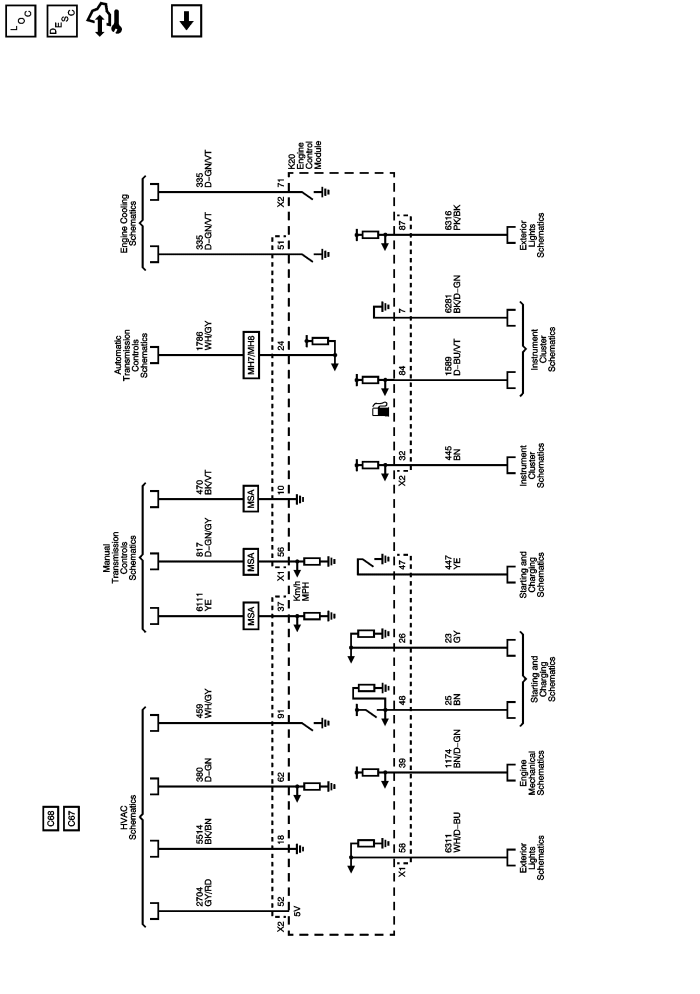 LOC
DESC
C68
C67
HVAC
Schematics
Manual
Transmission
Controls
Schematics
Automatic
Transmission
Controls
Schematics
Engine Cooling
Schematics
2704
GY/RD
5514
BK/BN
380
D-GN
459
WH/GY
6111
YE
817
D-GN/GY
470
BK/VT
1786
WH/GY
335
D-GN/VT
335
D-GN/VT
MSA
MSA
MSA
MH7/MH8
X2
52
18
62
91
37
X1
56
10
24
51
X2
71
5V
Km/h
MPH
K20
Engine
Control
Module
X1
58
39
48
26
47
X2
32
84
7
87
6311
WH/D-BU
1174
BN/D-GN
25
BN
23
GY
447
YE
445
BN
1589
D-BU/VT
6281
BK/D-GN
6316
PK/BK
Exterior
Lights
Schematics
Engine
Mechanical
Schematics
Starting and
Charging
Schematics
Starting and
Charging
Schematics
Instrument
Cluster
Schematics
Instrument
Cluster
Schematics
Exterior
Lights
Schematics